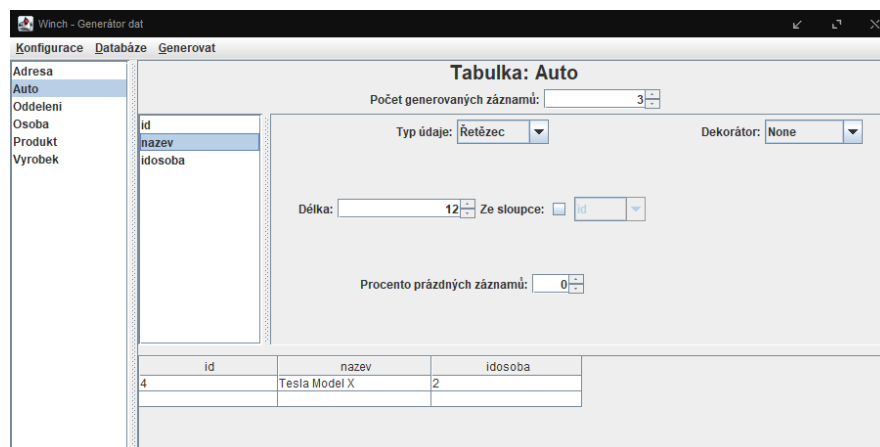 Winch - Generátor dat
Konfigurace Databáze Generovat
Adresa
Auto
Oddeleni
Osoba
Produkt
Vyrobek
Tabulka: Auto
Počet generovaných záznamů: 3
id
nazev
idosoba
Typ údaje: Řetězec
Dekorátor: None
Délka: 12 Ze sloupce: id
Procento prázdných záznamů: 0
id nazev idosoba
4 Tesla Model X 2